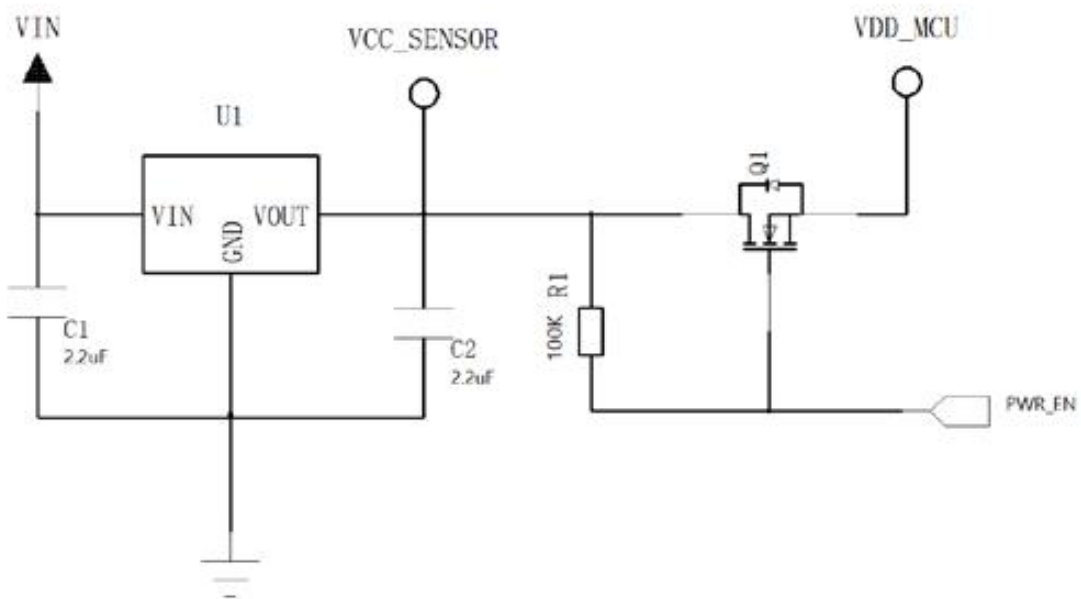 VIN
VCC_SENSOR
VDD_MCU
U1
Q1
VIN
VOUT
GND
R1
100K
C1
2.2uF
C2
2.2uF
PWR_EN